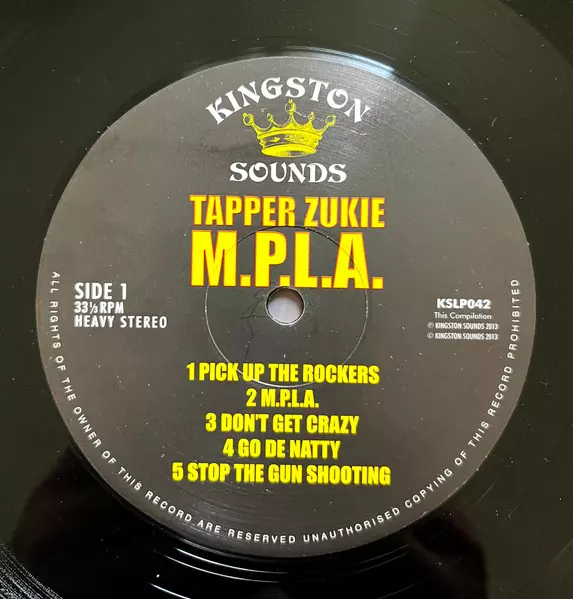 KINGSTON
SOUNDS
TAPPER ZUKIE
M.P.L.A.
SIDE 1
33⅓RPM
HEAVY STEREO
KSLP042
This Compilation
℗ KINGSTON SOUNDS 2013
© KINGSTON SOUNDS 2013
1 PICK UP THE ROCKERS
2 M.P.L.A.
3 DON'T GET CRAZY
4 GO DE NATTY
5 STOP THE GUN SHOOTING
ALL RIGHTS OF THE OWNER OF THIS RECORD ARE RESERVED UNAUTHORISED COPYING OF THIS RECORD PROHIBITED